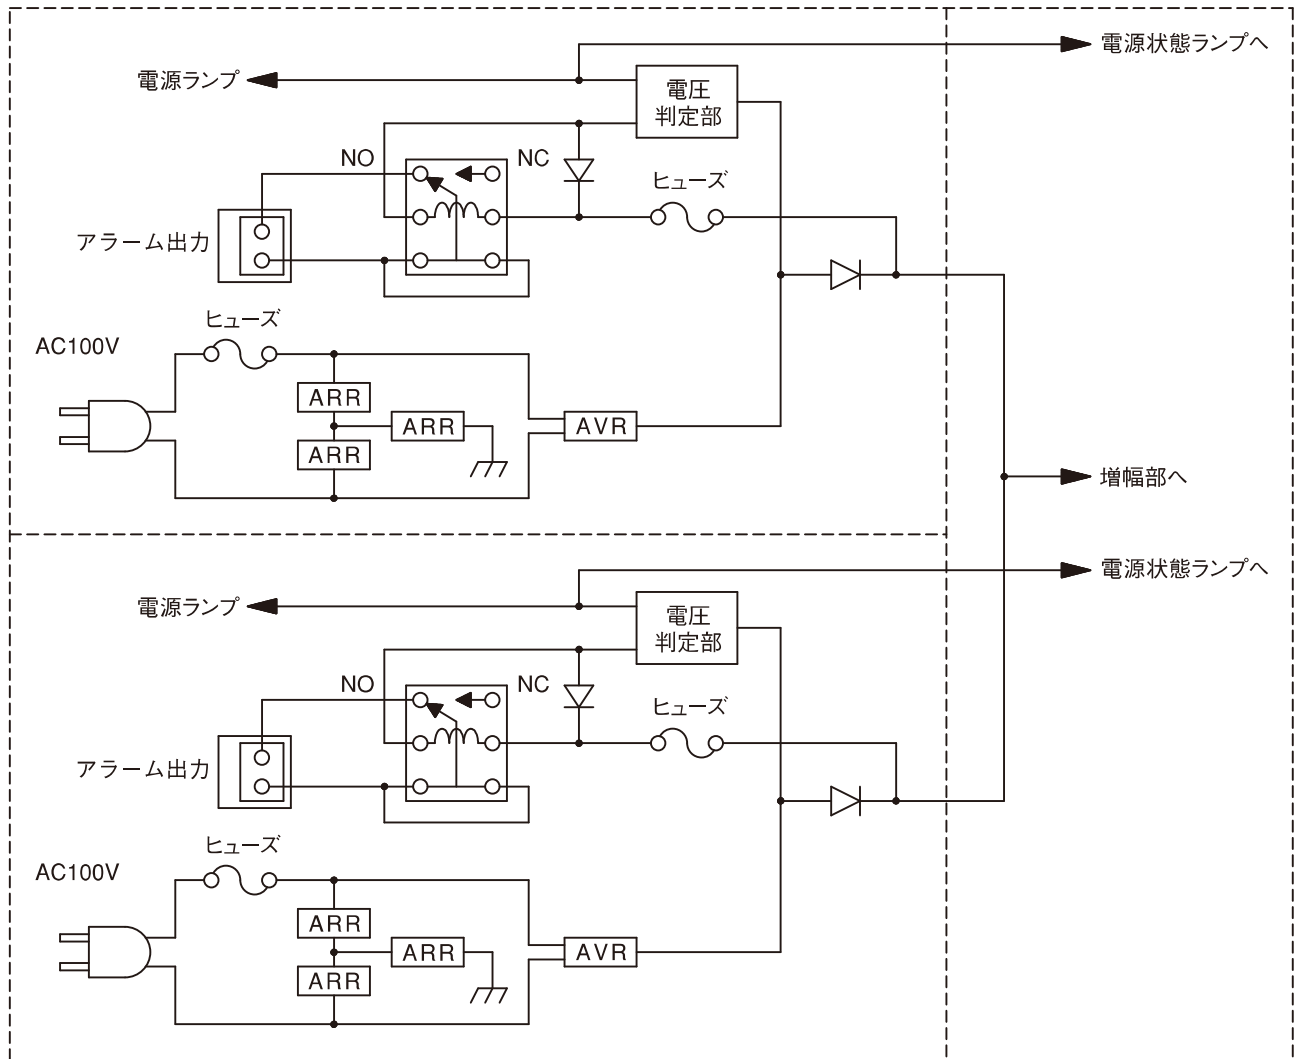 電源状態ランプへ
電源ランプ
電圧
判定部
NO
NC
ヒューズ
アラーム出力
ヒューズ
AC100V
ARR
ARR
AVR
ARR
増幅部へ
電源状態ランプへ
電源ランプ
電圧
判定部
NO
NC
ヒューズ
アラーム出力
ヒューズ
AC100V
ARR
ARR
AVR
ARR